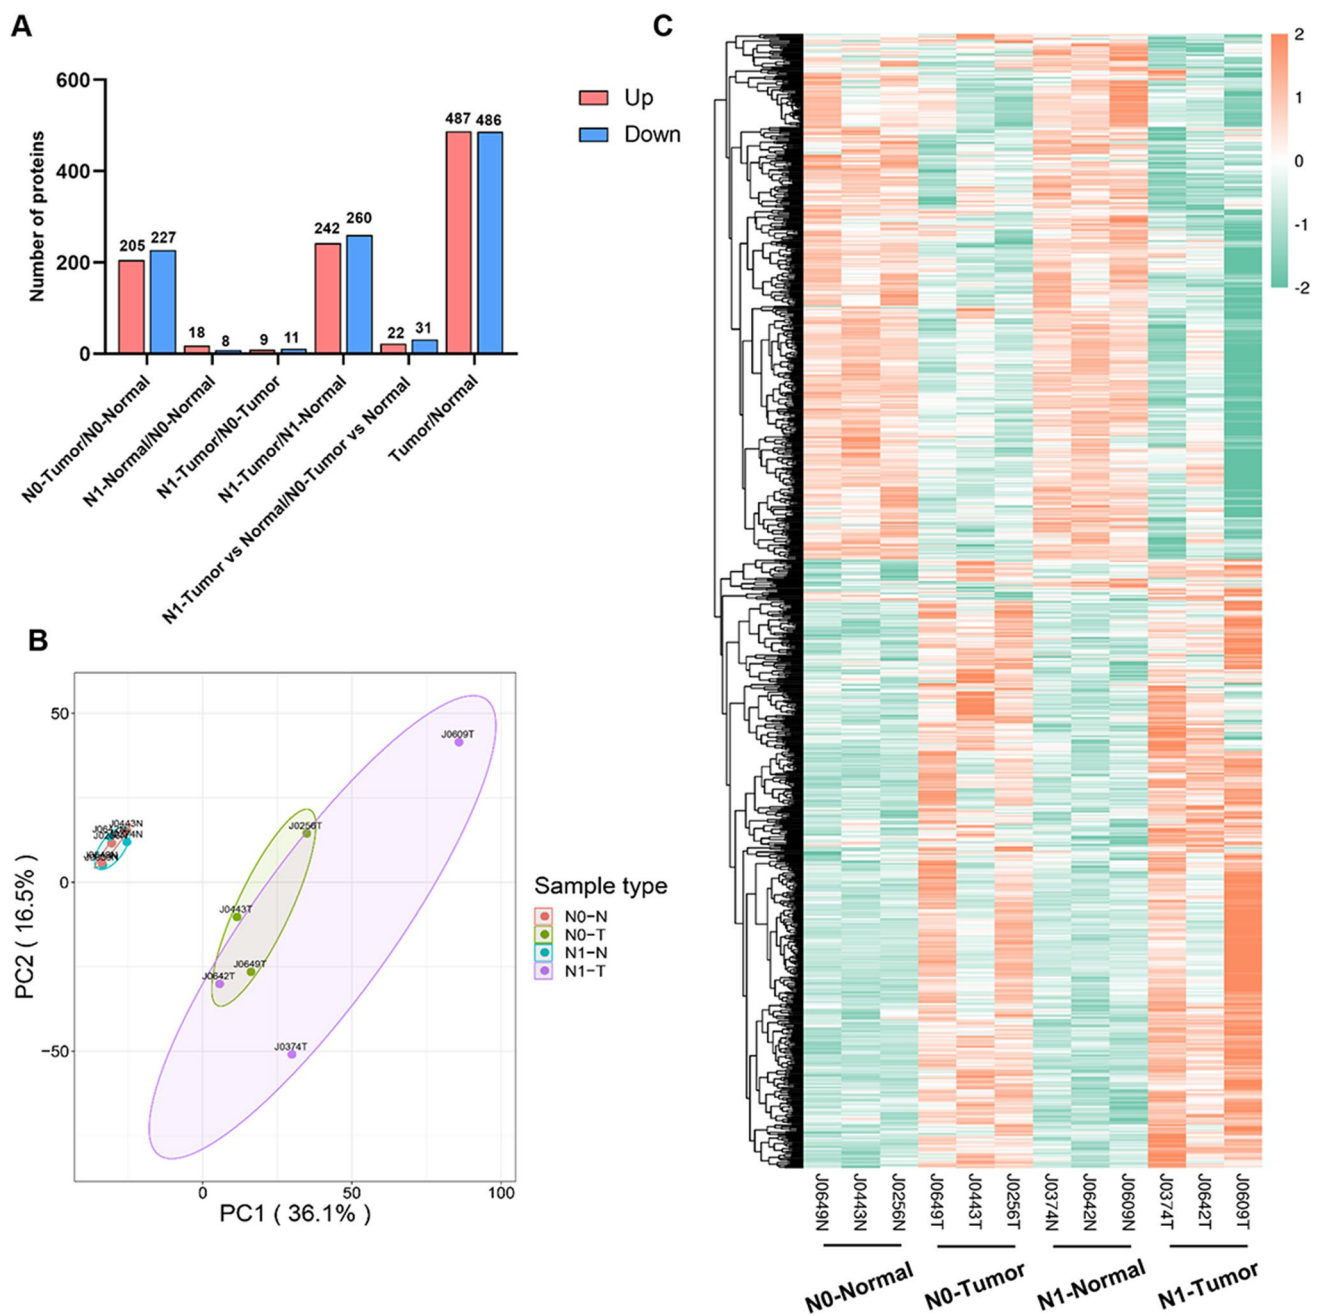 A
600
400
200
0
Number of proteins
205
227
18
8
9
11
242
260
22
31
487
486
N0-Tumor/N0-Normal
N1-Normal/N0-Normal
N1-Tumor/N0-Tumor
N1-Tumor/N1-Normal
N1-Tumor vs Normal/N0-Tumor vs Normal
Tumor/Normal
Up
Down
B
50
0
−50
PC2 ( 16.5% )
J0609T
J0443N
J0256T
J0443T
J0649T
J0642T
J0374T
0
50
100
PC1 ( 36.1% )
Sample type
N0−N
N0−T
N1−N
N1−T
C
2
1
0
-1
-2
J0649N
J0443N
J0256N
J0649T
J0443T
J0256T
J0374N
J0642N
J0609N
J0374T
J0642T
J0609T
N0-Normal
N0-Tumor
N1-Normal
N1-Tumor